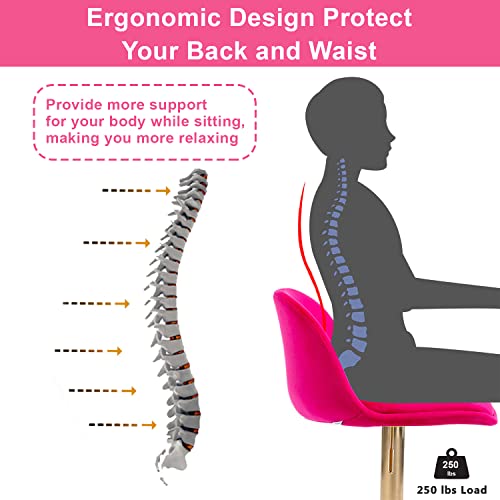 Ergonomic Design Protect
Your Back and Waist
Provide more support
for your body while sitting,
making you more relaxing
250
lbs
250 lbs Load